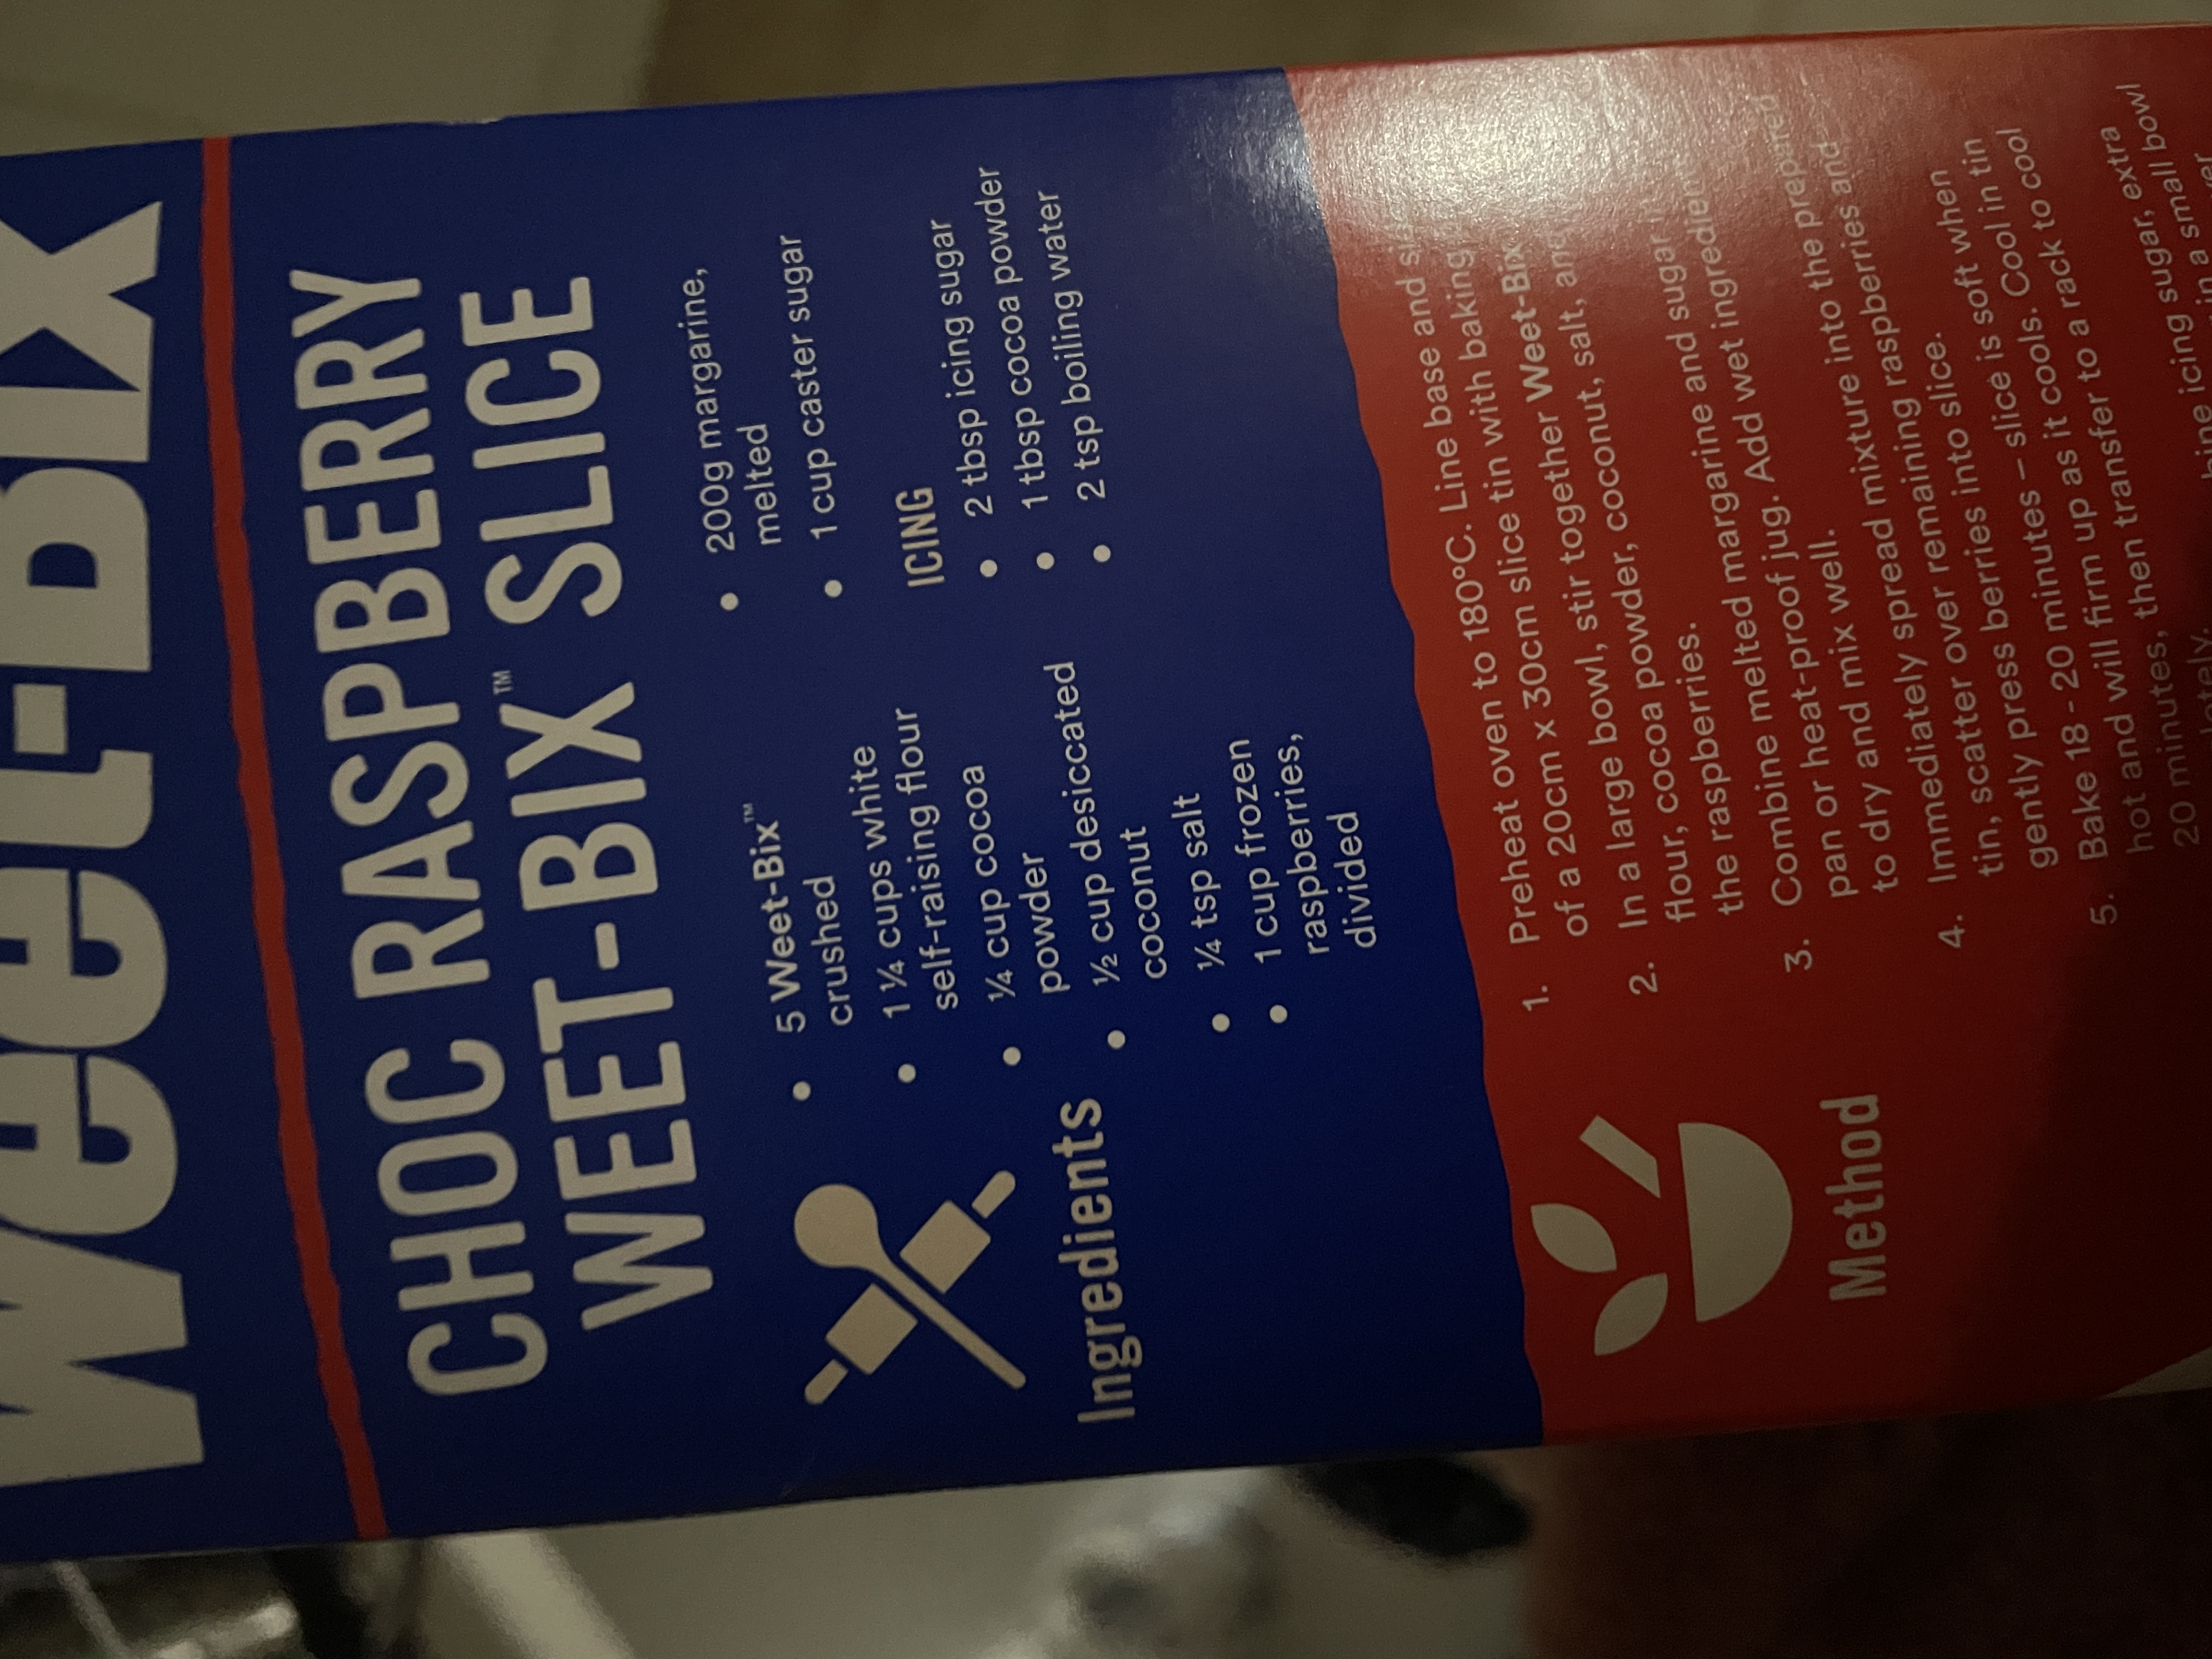 Weet-Bix
CHOC RASPBERRY
WEET-BIX™ SLICE
Ingredients
• 5 Weet-Bix™
crushed
• 1 ¼ cups white
self-raising flour
• ¼ cup cocoa
powder
• ½ cup desiccated
coconut
• ¼ tsp salt
• 1 cup frozen
raspberries,
divided
• 200g margarine,
melted
• 1 cup caster sugar
ICING
• 2 tbsp icing sugar
• 1 tbsp cocoa powder
• 2 tsp boiling water
Method
1. Preheat oven to 180°C. Line base and
of a 20cm x 30cm slice tin with baking
2. In a large bowl, stir together Weet-Bix
flour, cocoa powder, coconut, salt, and
the raspberries.
3. Combine melted margarine and sugar
pan or heat-proof jug. Add wet ingredients
to dry and mix well.
4. Immediately spread mixture into the prepared
tin, scatter over remaining raspberries and
gently press berries into slice.
5. Bake 18 - 20 minutes – slice is soft when
hot and will firm up as it cools. Cool in tin
20 minutes, then transfer to a rack to cool
icing sugar, extra
in a small bowl